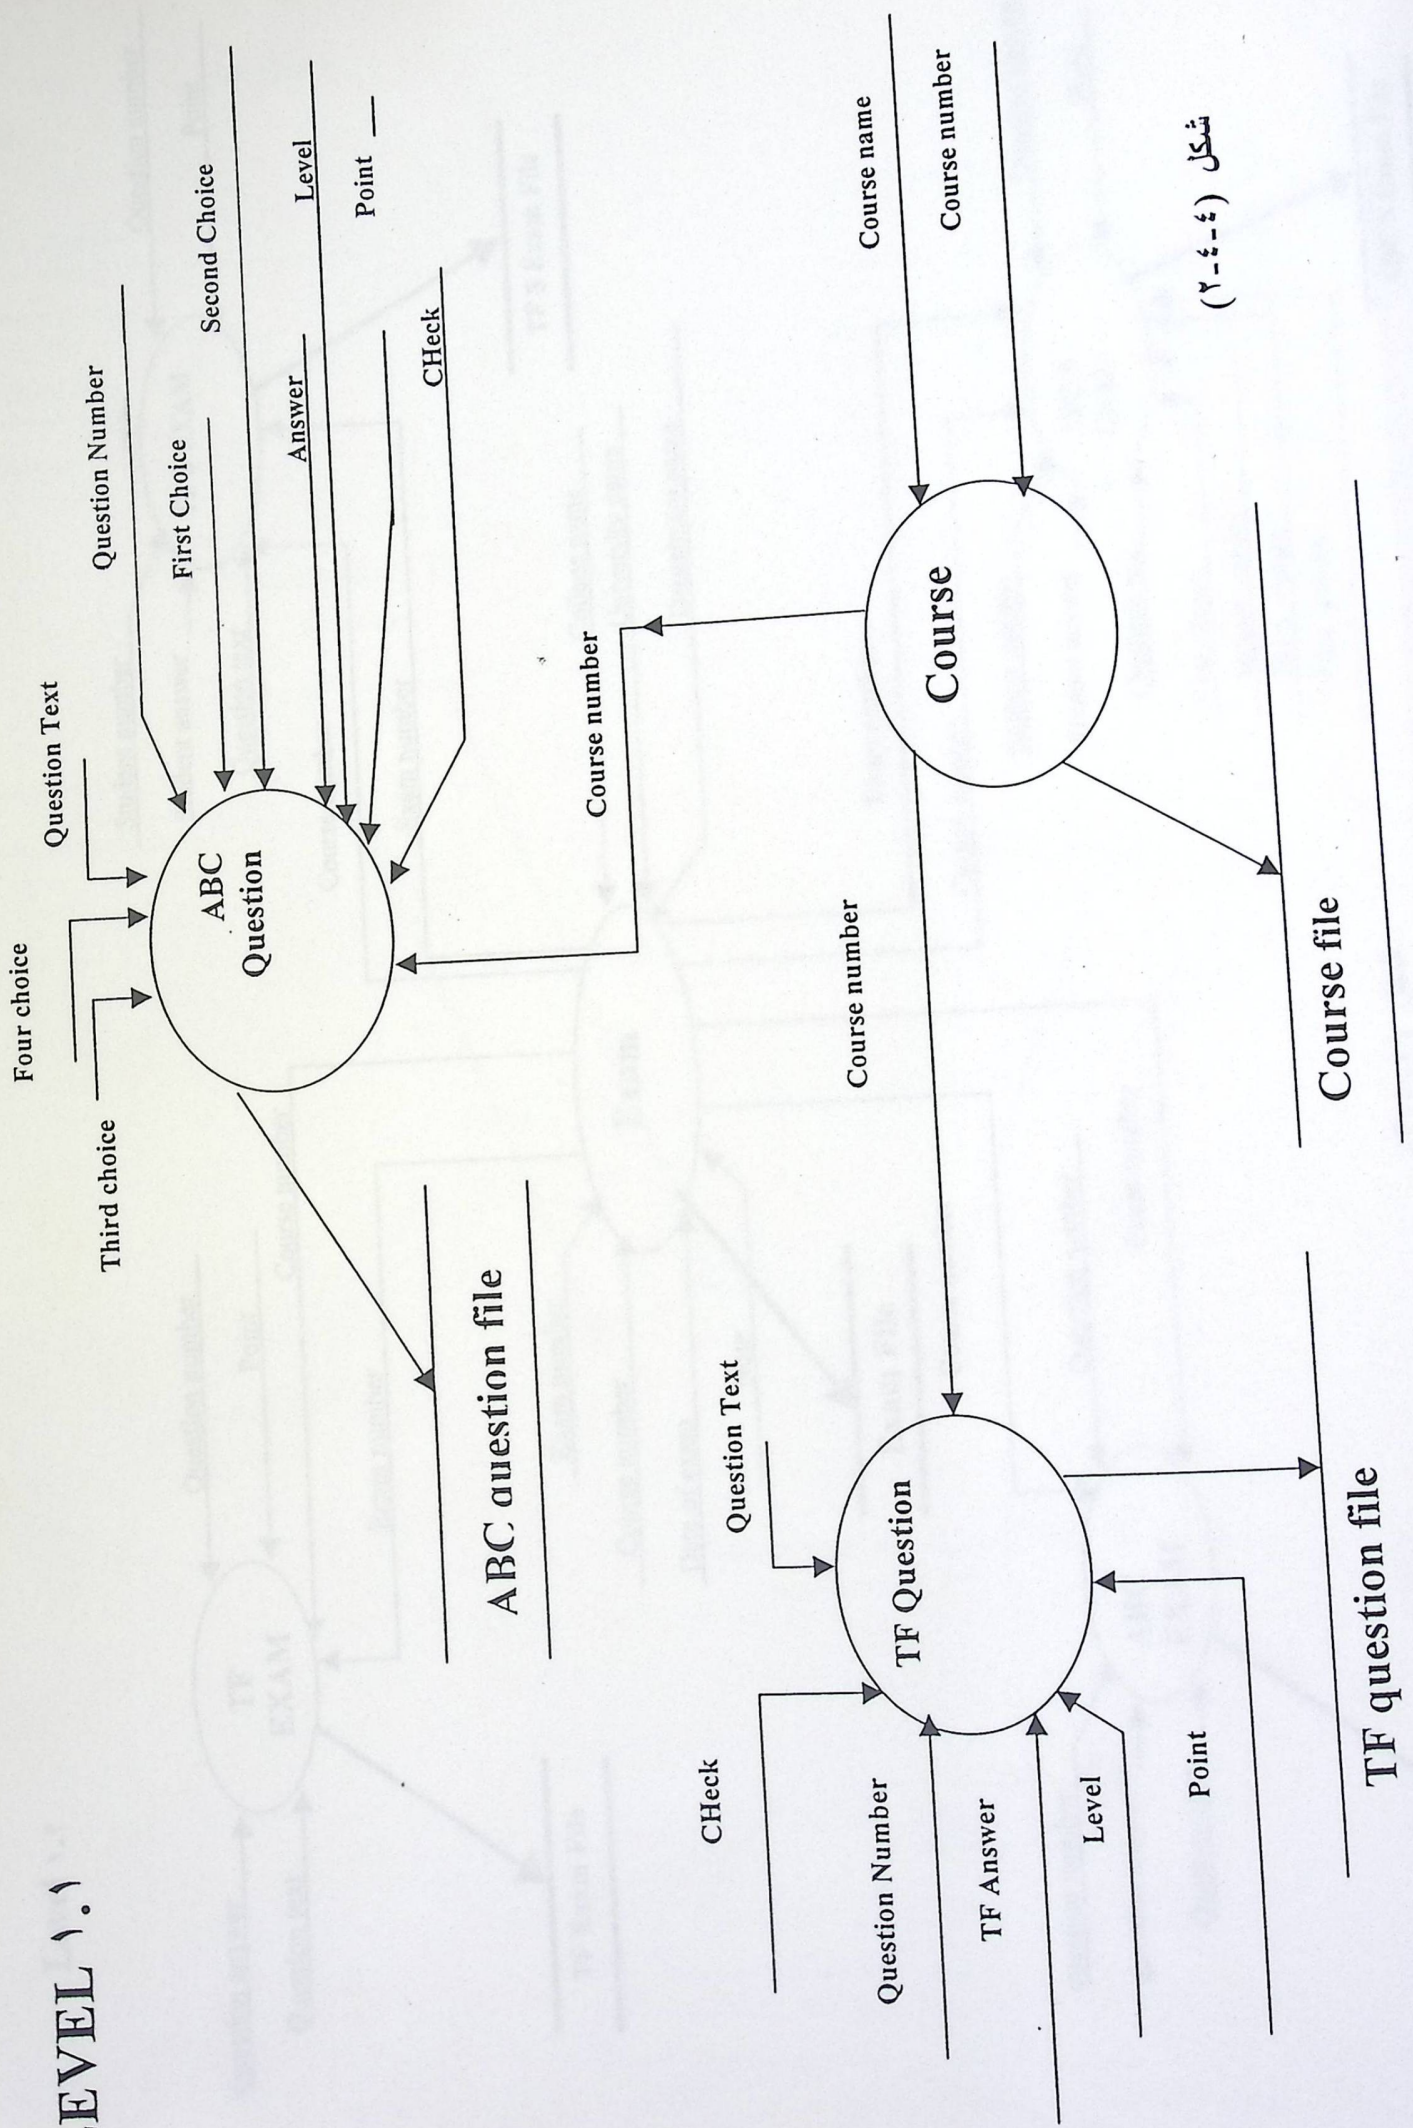 LEVEL ١.١
Third choice
Four choice
Question Text
Question Number
First Choice
Second Choice
Answer
Level
Point
CHeck
ABC
Question
ABC question file
Course number
Course name
Course number
Course
Course number
Course file
Question Text
CHeck
TF Question
Question Number
TF Answer
Level
Point
TF question file
شكل (٤-٤-٢)